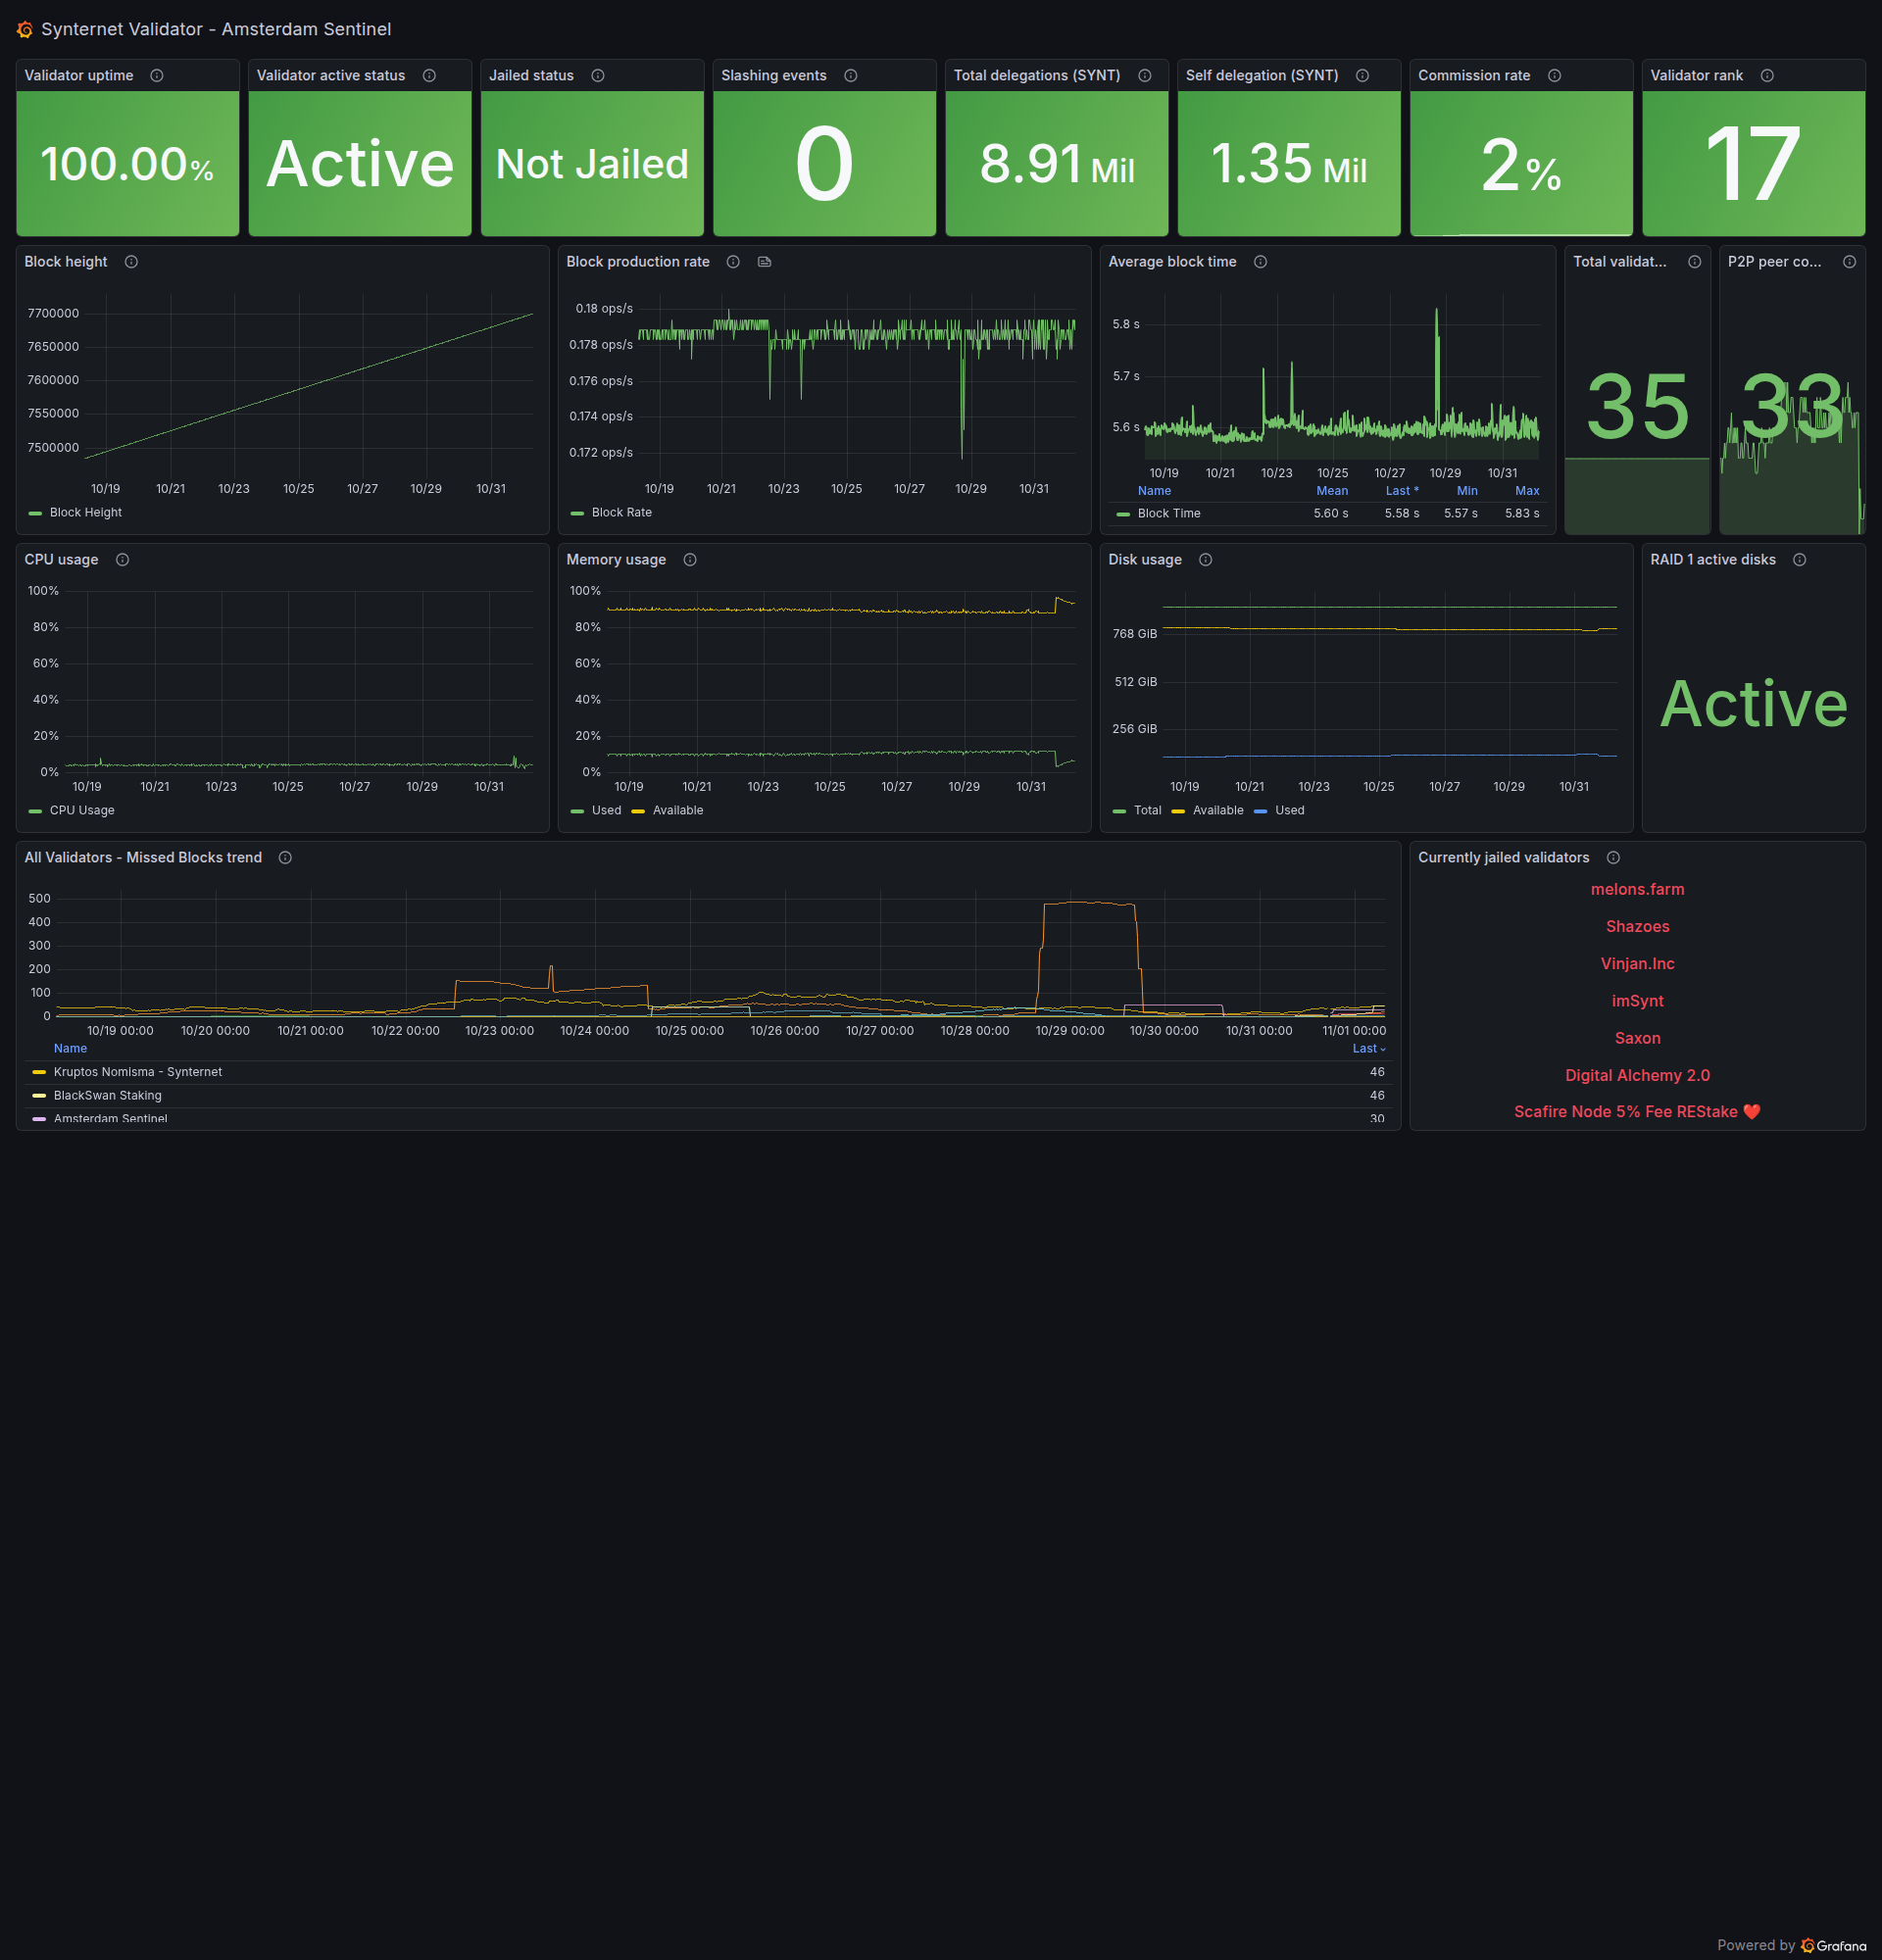 Synternet Validator - Amsterdam Sentinel
Validator uptime
100.00%
Validator active status
Active
Jailed status
Not Jailed
Slashing events
0
Total delegations (SYNT)
8.91 Mil
Self delegation (SYNT)
1.35 Mil
Commission rate
2%
Validator rank
17
Block height
7700000
7650000
7600000
7550000
7500000
10/19 10/21 10/23 10/25 10/27 10/29 10/31
Block Height
Block production rate
0.18 ops/s
0.178 ops/s
0.176 ops/s
0.174 ops/s
0.172 ops/s
10/19 10/21 10/23 10/25 10/27 10/29 10/31
Block Rate
Average block time
5.8 s
5.7 s
5.6 s
10/19 10/21 10/23 10/25 10/27 10/29 10/31
Name Mean Last * Min Max
Block Time 5.60 s 5.58 s 5.57 s 5.83 s
Total validat...
35
P2P peer co...
33
CPU usage
100%
80%
60%
40%
20%
0%
10/19 10/21 10/23 10/25 10/27 10/29 10/31
CPU Usage
Memory usage
100%
80%
60%
40%
20%
0%
10/19 10/21 10/23 10/25 10/27 10/29 10/31
Used Available
Disk usage
768 GiB
512 GiB
256 GiB
10/19 10/21 10/23 10/25 10/27 10/29 10/31
Total Available Used
RAID 1 active disks
Active
All Validators - Missed Blocks trend
500
400
300
200
100
0
10/19 00:00 10/20 00:00 10/21 00:00 10/22 00:00 10/23 00:00 10/24 00:00 10/25 00:00 10/26 00:00 10/27 00:00 10/28 00:00 10/29 00:00 10/30 00:00 10/31 00:00 11/01 00:00
Name Last
Kruptos Nomisma - Synternet 46
BlackSwan Staking 46
Amsterdam Sentinel 30
Currently jailed validators
melons.farm
Shazoes
Vinjan.Inc
imSynt
Saxon
Digital Alchemy 2.0
Scafire Node 5% Fee REStake ❤️
Powered by Grafana